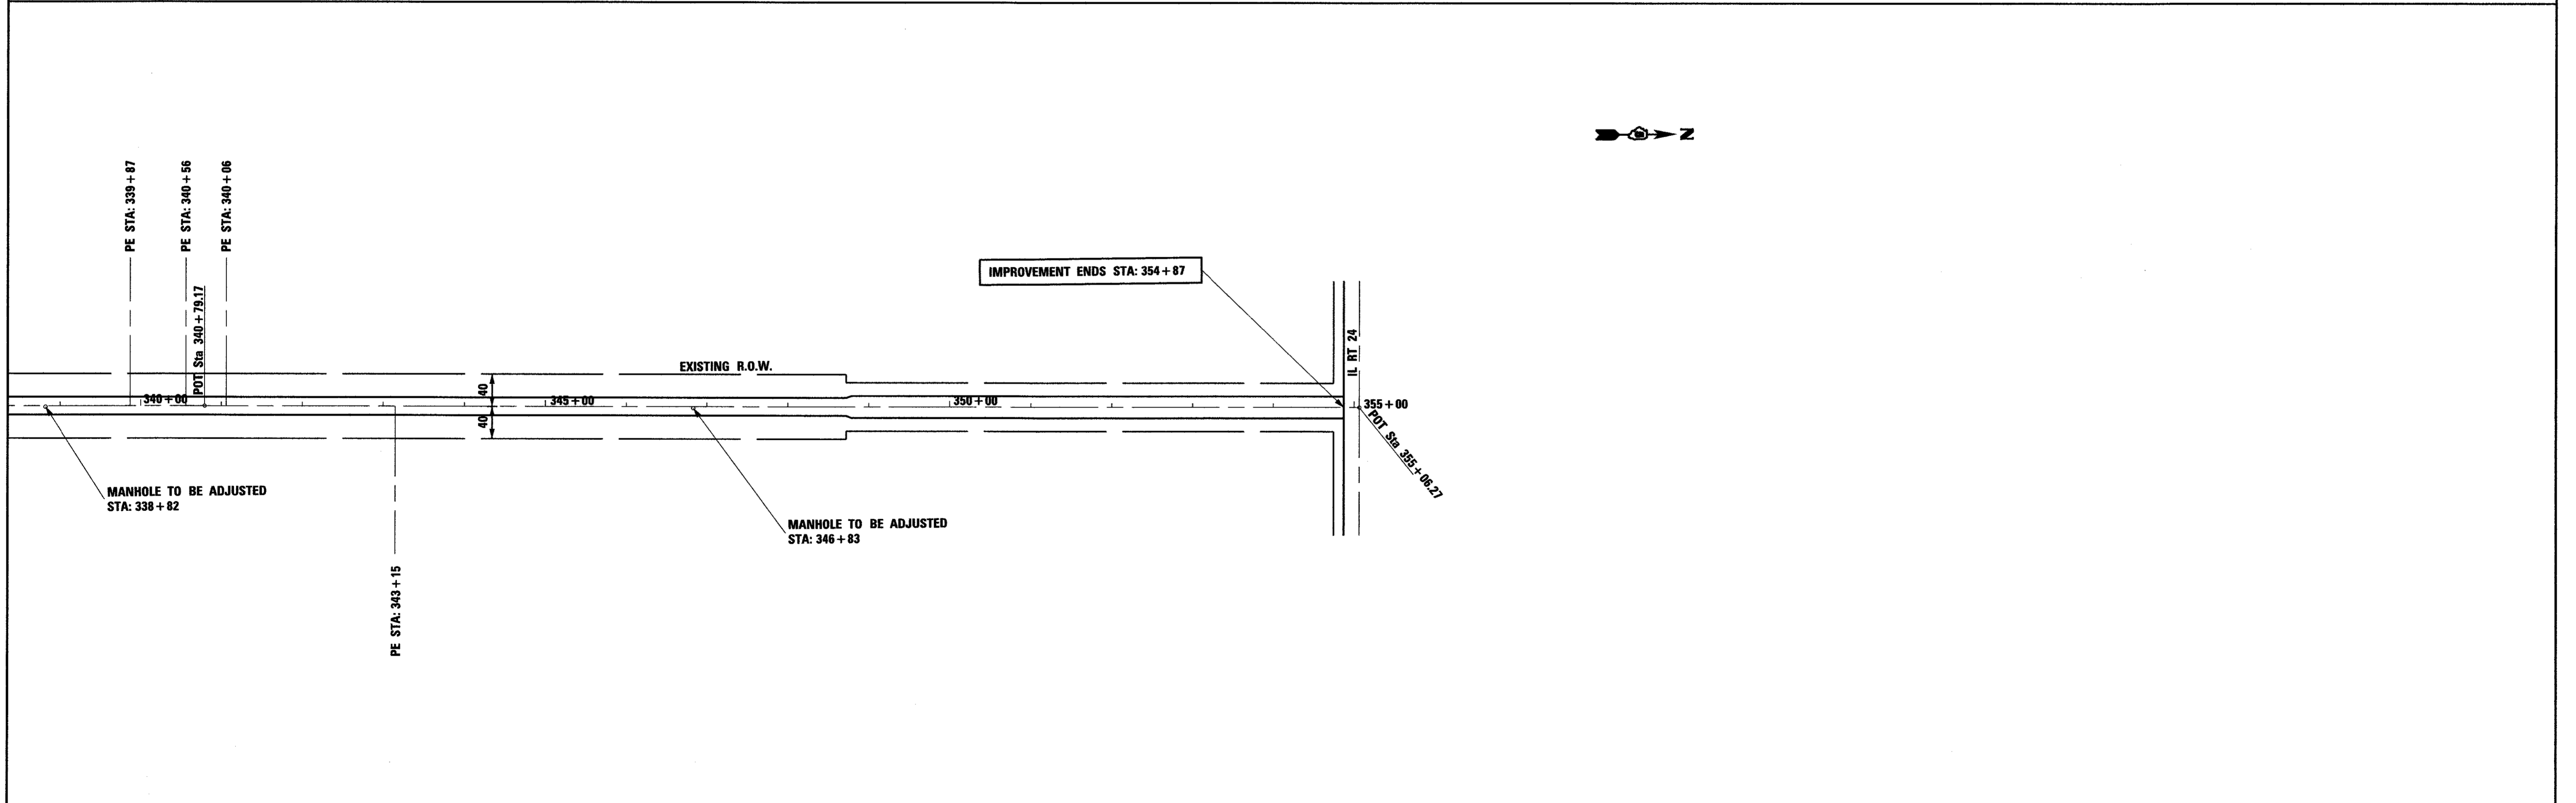 N
PE STA: 339+87
PE STA: 340+56
PE STA: 340+06
POT Sta 340+79.17
IMPROVEMENT ENDS STA: 354+87
IL RT 24
EXISTING R.O.W.
40
40
340+00
345+00
350+00
355+00
POT Sta 355+06.27
MANHOLE TO BE ADJUSTED
STA: 338+82
MANHOLE TO BE ADJUSTED
STA: 346+83
PE STA: 343+15